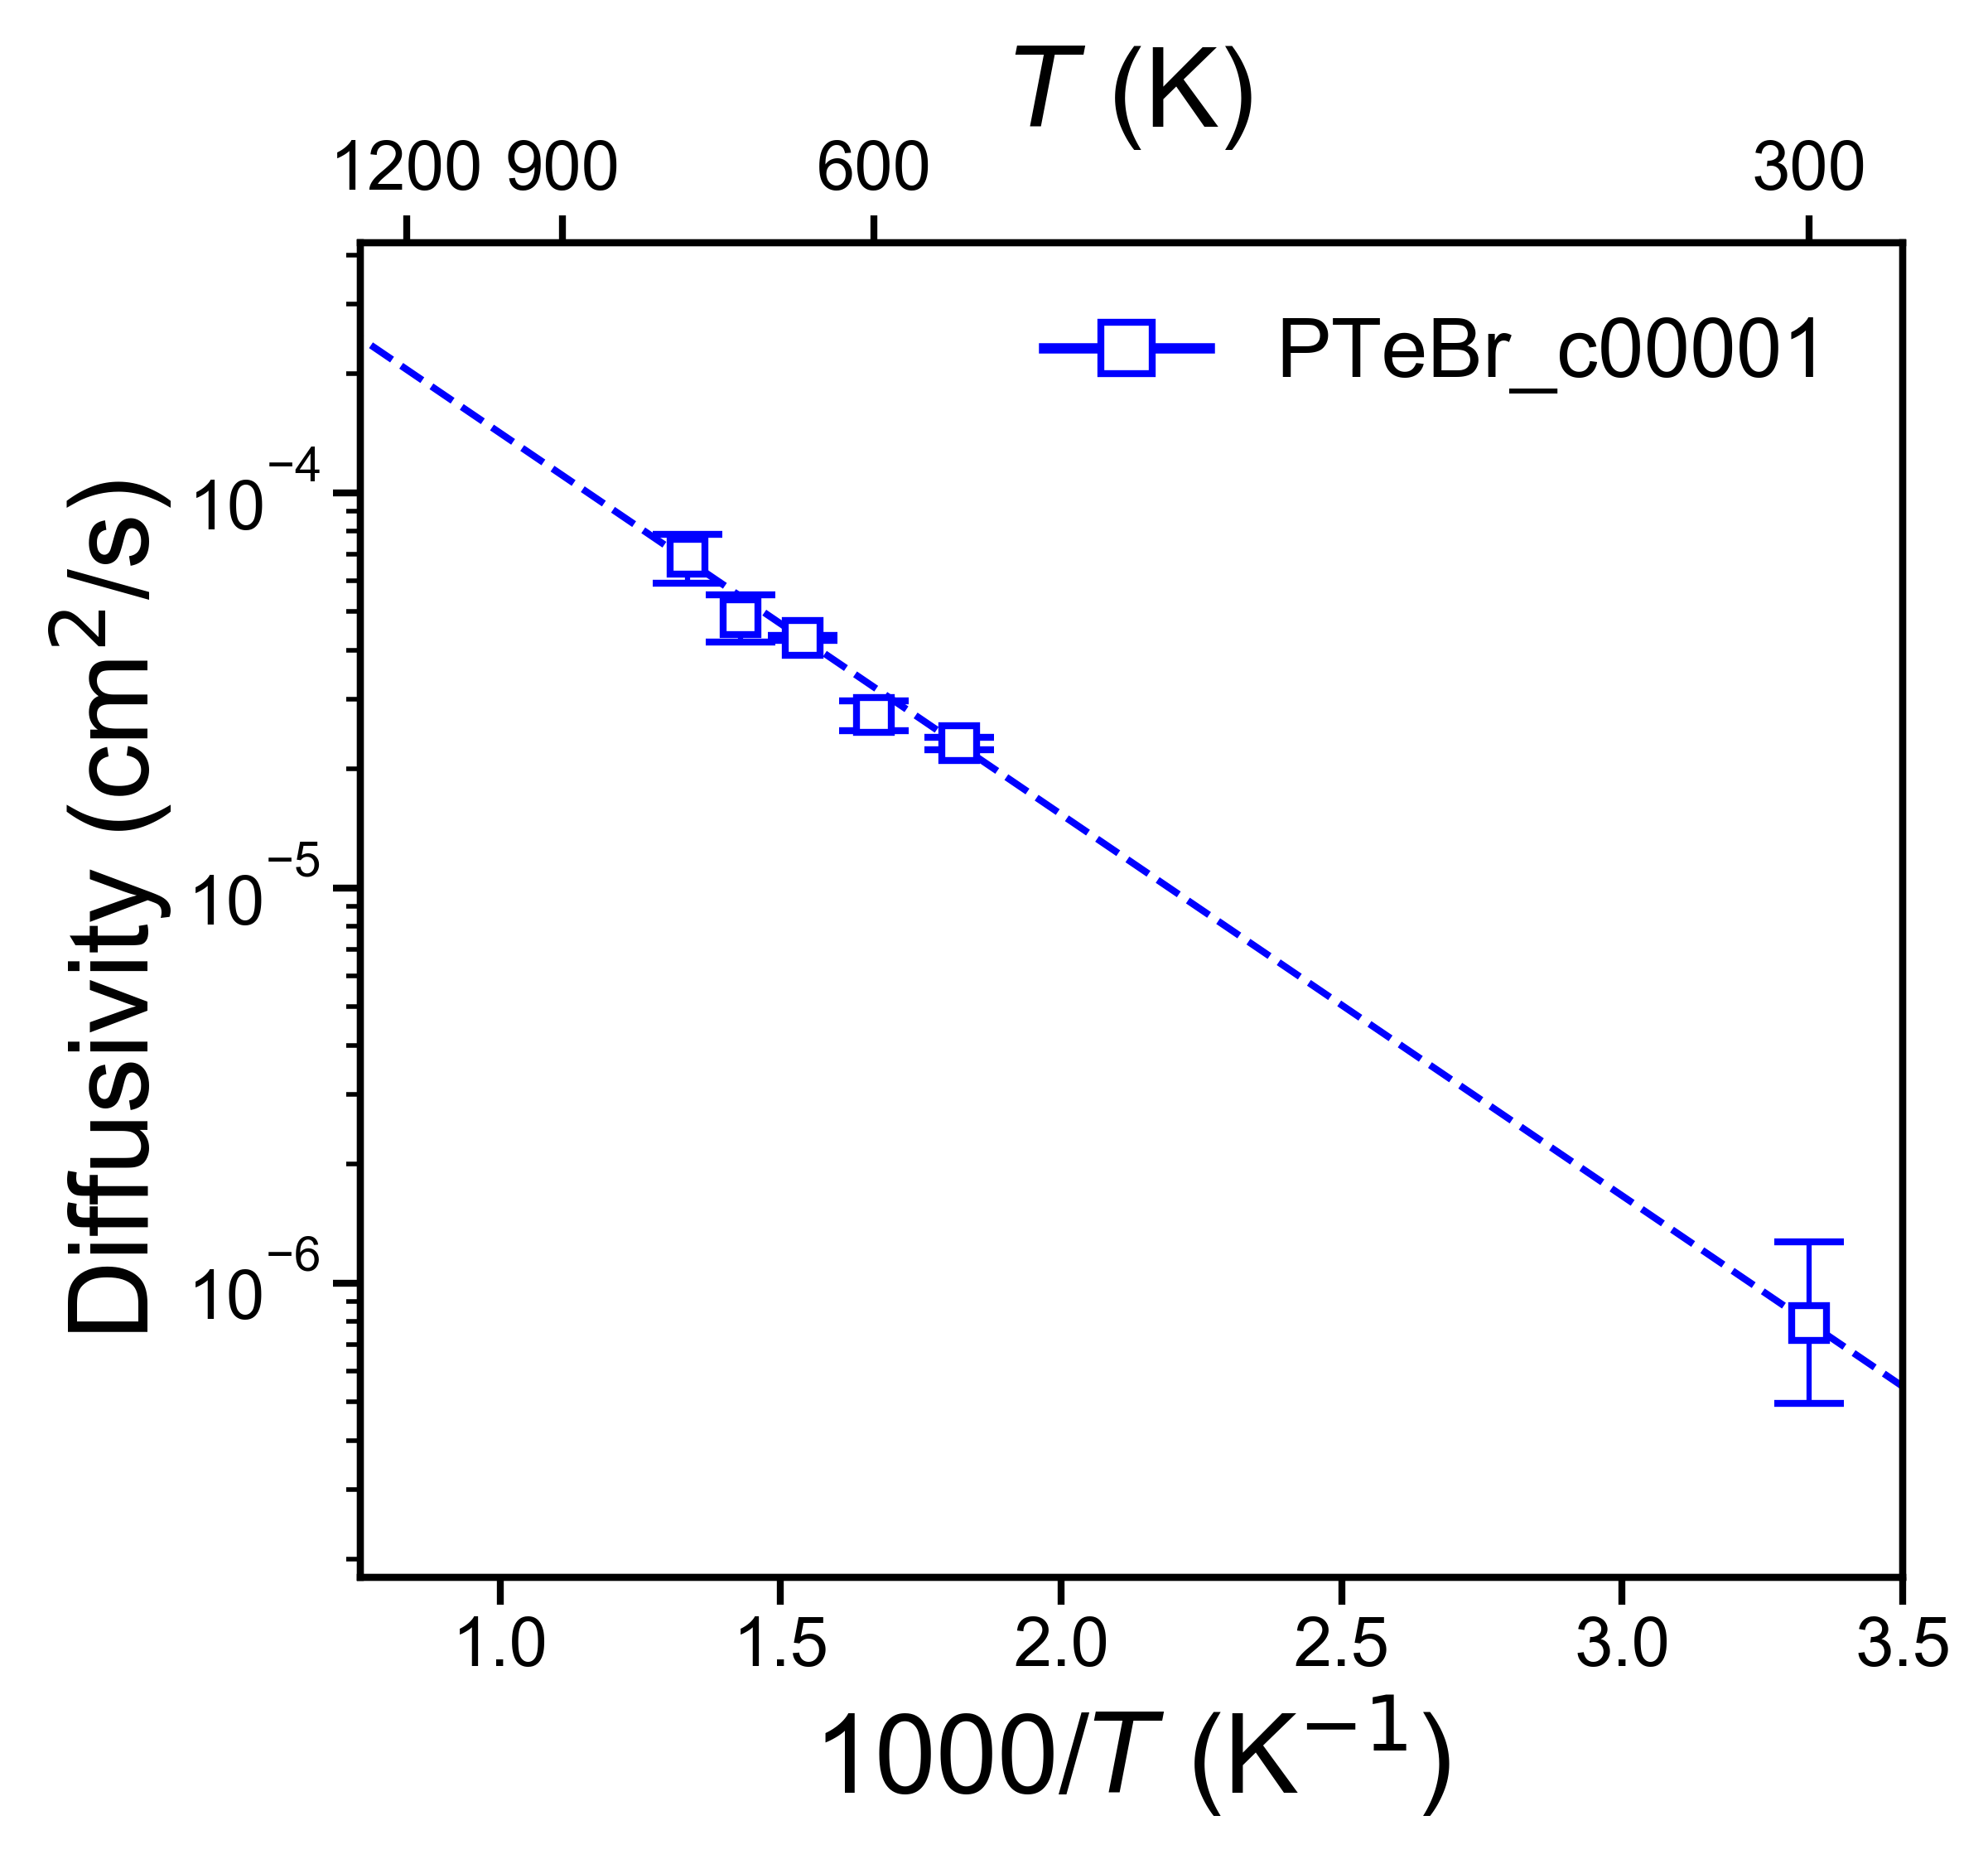 T (K)
1200 900 600 300
PTeBr_c00001
Diffusivity (cm²/s)
10⁻⁴
10⁻⁵
10⁻⁶
1.0 1.5 2.0 2.5 3.0 3.5
1000/T (K⁻¹)